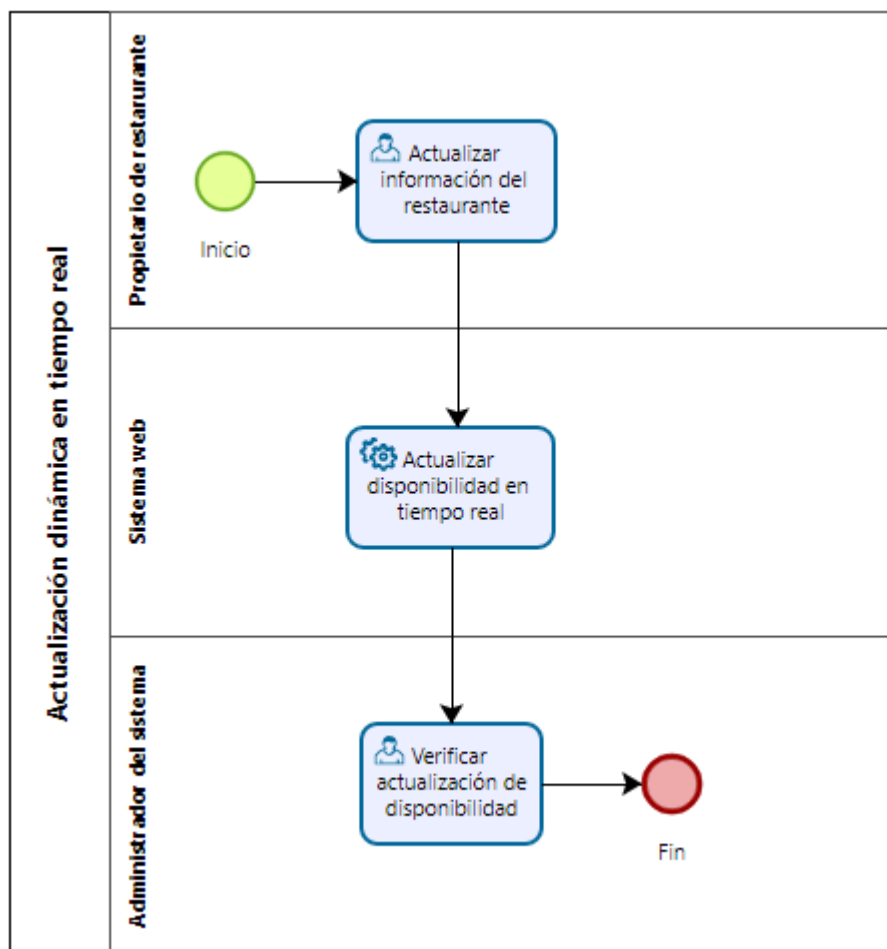 Actualización dinámica en tiempo real
Propietario de restarurante
Inicio
Actualizar
información del
restaurante
Sistema web
Actualizar
disponibilidad en
tiempo real
Administrador del sistema
Verificar
actualización de
disponibilidad
Fin